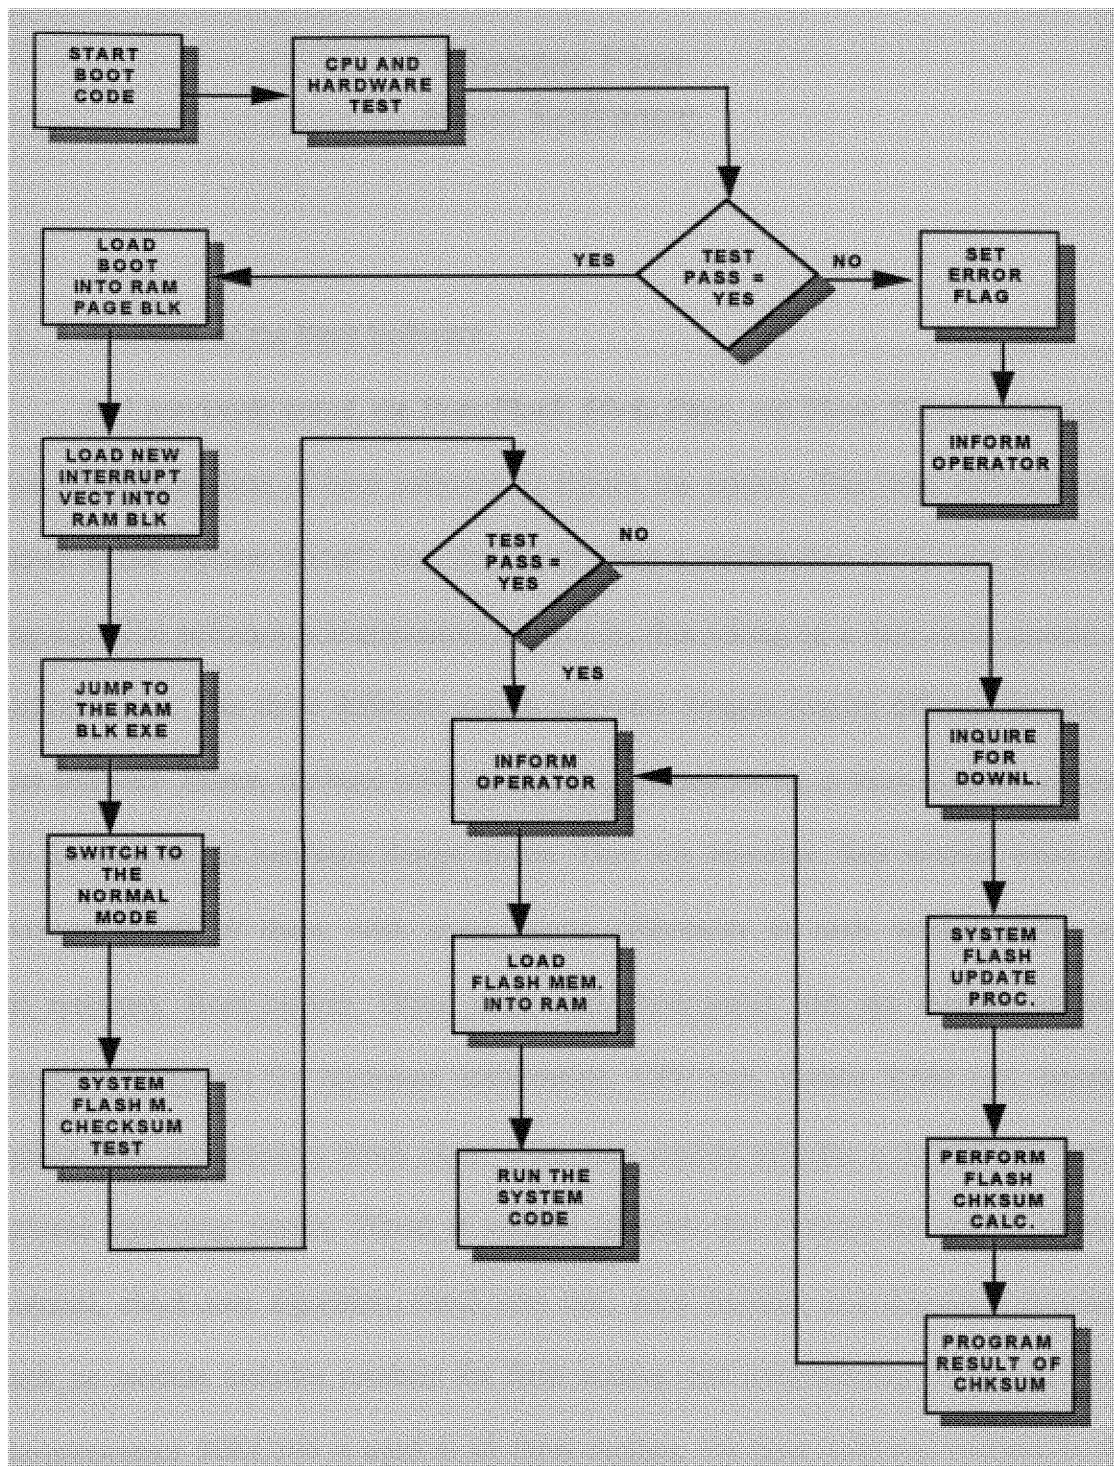 START
BOOT
CODE
CPU AND
HARDWARE
TEST
TEST
PASS =
YES
YES
NO
LOAD
BOOT
INTO RAM
PAGE BLK
SET
ERROR
FLAG
INFORM
OPERATOR
LOAD NEW
INTERRUPT
VECT INTO
RAM BLK
JUMP TO
THE RAM
BLK EXE
SWITCH TO
THE
NORMAL
MODE
SYSTEM
FLASH M.
CHECKSUM
TEST
TEST
PASS =
YES
NO
YES
INFORM
OPERATOR
LOAD
FLASH MEM.
INTO RAM
RUN THE
SYSTEM
CODE
INQUIRE
FOR
DOWNL.
SYSTEM
FLASH
UPDATE
PROC.
PERFORM
FLASH
CHKSUM
CALC.
PROGRAM
RESULT OF
CHKSUM